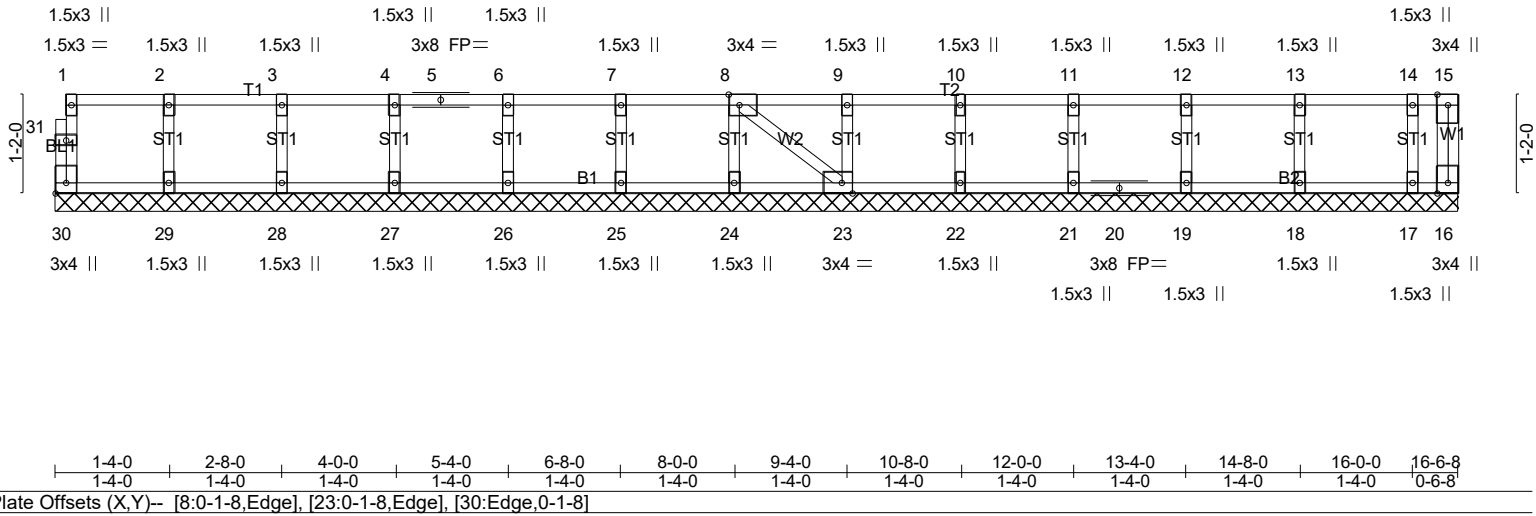 1.5x3 || 1.5x3 || 1.5x3 || 1.5x3 ||
1.5x3 = 1.5x3 || 1.5x3 || 3x8 FP= 1.5x3 || 3x4 = 1.5x3 || 1.5x3 || 1.5x3 || 1.5x3 || 1.5x3 || 3x4 ||
1 2 3 4 5 6 7 8 9 10 11 12 13 14 15
T1 T2
31
1-2-0 BL1 ST1 ST1 ST1 ST1 ST1 ST1 W2 ST1 ST1 ST1 ST1 ST1 ST1 W1 1-2-0
B1 B2
30 29 28 27 26 25 24 23 22 21 20 19 18 17 16
3x4 || 1.5x3 || 1.5x3 || 1.5x3 || 1.5x3 || 1.5x3 || 1.5x3 || 3x4 = 1.5x3 || 3x8 FP= 1.5x3 || 3x4 ||
1.5x3 || 1.5x3 || 1.5x3 ||
1-4-0 2-8-0 4-0-0 5-4-0 6-8-0 8-0-0 9-4-0 10-8-0 12-0-0 13-4-0 14-8-0 16-0-0 16-6-8
1-4-0 1-4-0 1-4-0 1-4-0 1-4-0 1-4-0 1-4-0 1-4-0 1-4-0 1-4-0 1-4-0 1-4-0 0-6-8
Plate Offsets (X,Y)-- [8:0-1-8,Edge], [23:0-1-8,Edge], [30:Edge,0-1-8]